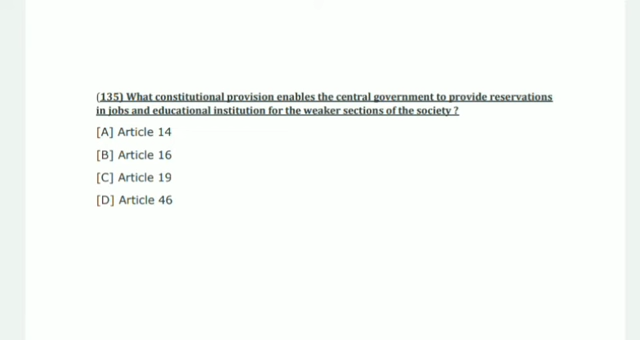 (135) What constitutional provision enables the central government to provide reservations
in jobs and educational institution for the weaker sections of the society ?
[A] Article 14
[B] Article 16
[C] Article 19
[D] Article 46